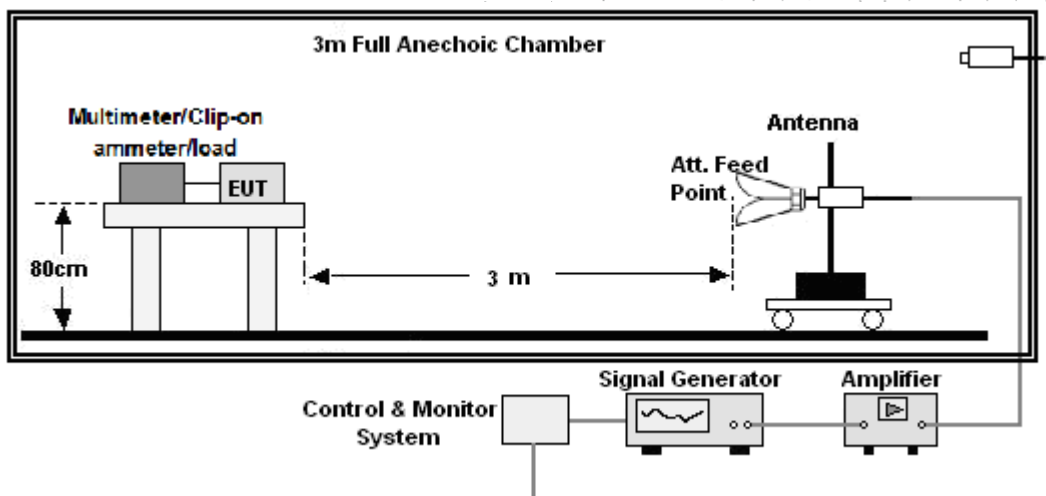 3m Full Anechoic Chamber
Multimeter/Clip-on
ammeter/load
EUT
80cm
3 m
Antenna
Att. Feed
Point
Signal Generator
Amplifier
Control & Monitor
System